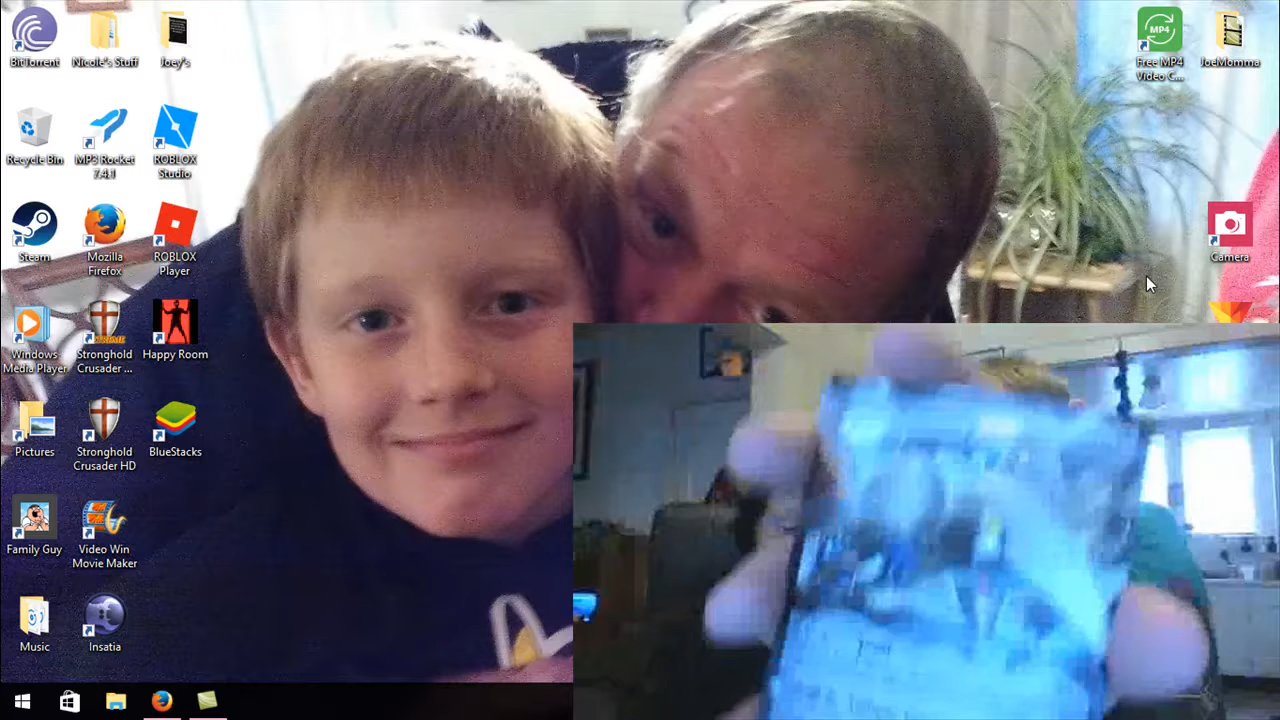 BitTorrent
Nicole's Stuff
Joey's
MP4
Free MP4
Video C...
JoeMomma
Recycle Bin
MP3 Rocket
7.4.1
ROBLOX
Studio
Steam
Mozilla
Firefox
ROBLOX
Player
Camera
Windows
Media Player
Stronghold
Crusader ...
Happy Room
Pictures
Stronghold
Crusader HD
BlueStacks
Family Guy
Video Win
Movie Maker
Music
Insatia